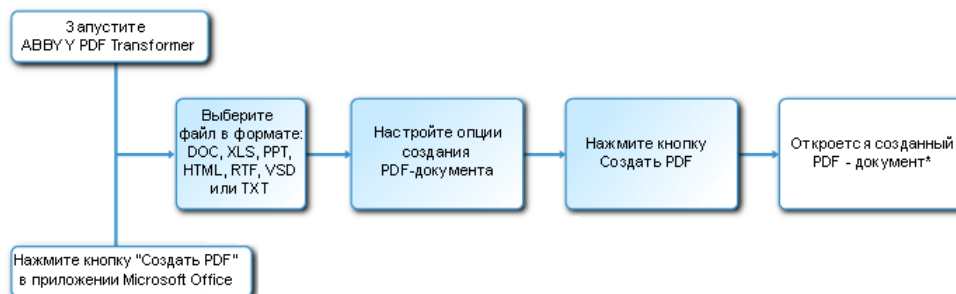 Запустите
ABBYY PDF Transformer
Выберите
файл в формате:
DOC, XLS, PPT,
HTML, RTF, VSD
или TXT
Настройте опции
создания
PDF-документа
Нажмите кнопку
Создать PDF
Откроется созданный
PDF - документ*
Нажмите кнопку "Создать PDF"
в приложении Microsoft Office